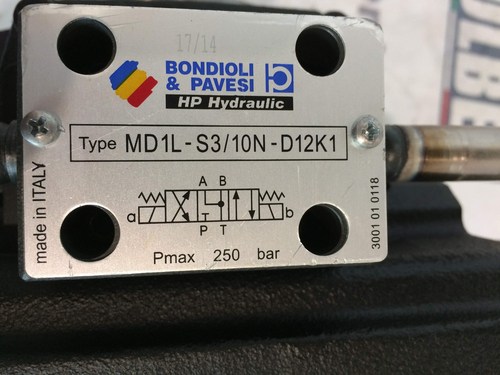 17/14
BONDIOLI
& PAVESI
HP Hydraulic
Type MD1L-S3/10N-D12K1
A B
a b
T
P T
made in ITALY
3001 01 0118
Pmax 250 bar